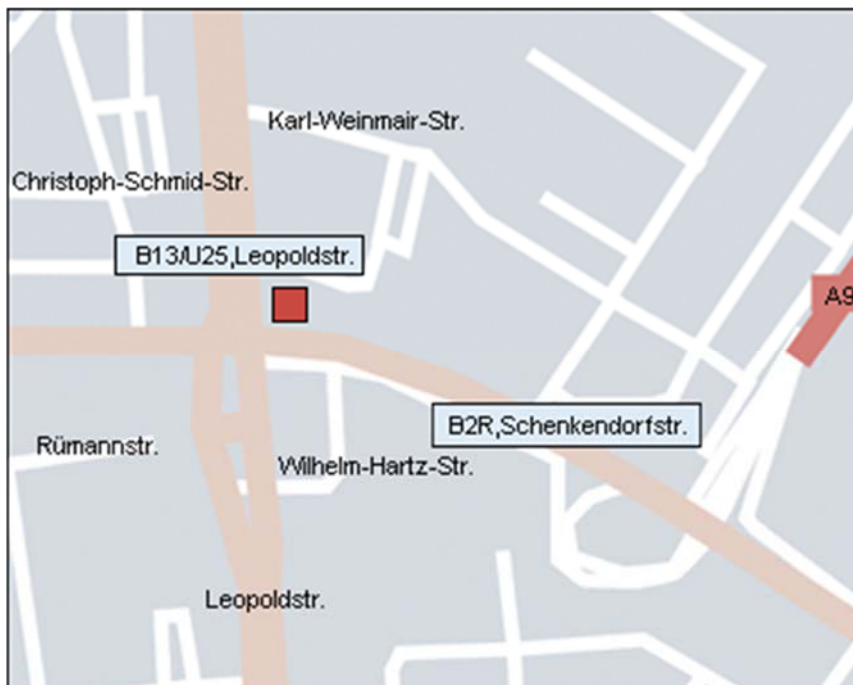 Karl-Weinmair-Str.
Christoph-Schmid-Str.
B13/U25,Leopoldstr.
A9
B2R,Schenkendorfstr.
Rümannstr.
Wilhelm-Hartz-Str.
Leopoldstr.